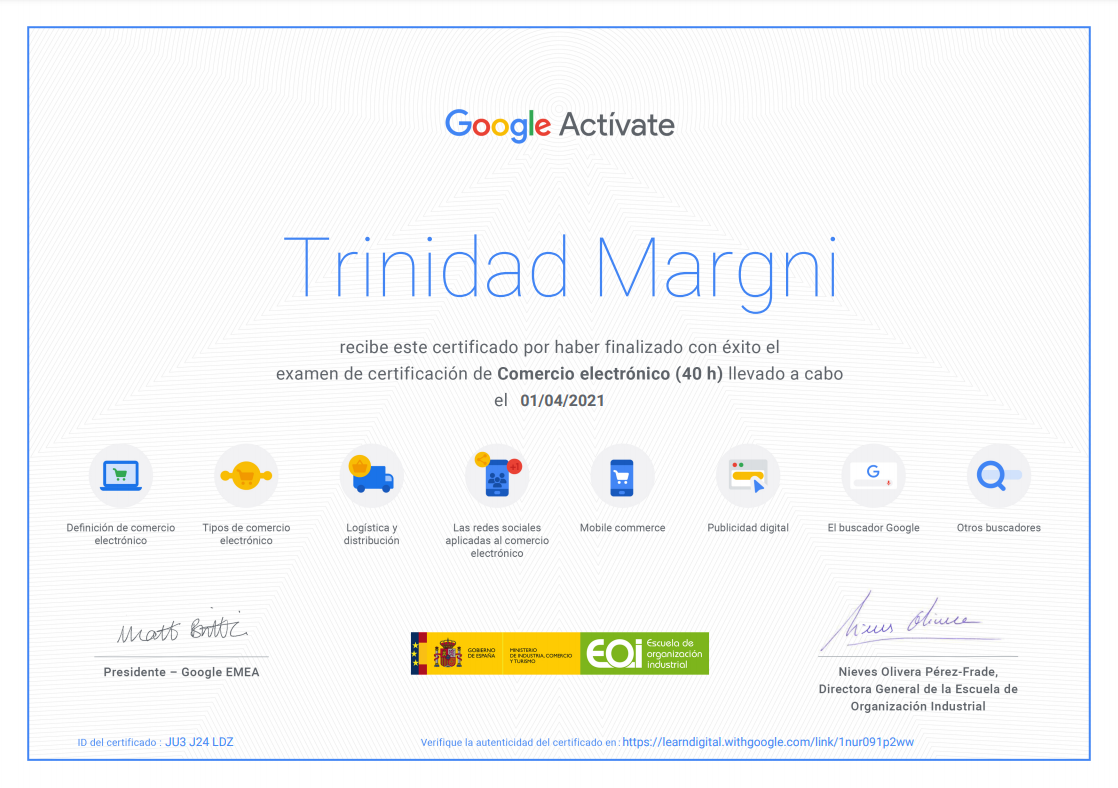 Google Actívate
Trinidad Margni
recibe este certificado por haber finalizado con éxito el
examen de certificación de Comercio electrónico (40 h) llevado a cabo
el 01/04/2021
G
Definición de comercio
electrónico
Tipos de comercio
electrónico
Logística y
distribución
Las redes sociales
aplicadas al comercio
electrónico
Mobile commerce
Publicidad digital
El buscador Google
Otros buscadores
Matt Brittin
Presidente – Google EMEA
GOBIERNO
DE ESPAÑA
MINISTERIO
DE INDUSTRIA, COMERCIO
Y TURISMO
EOi
Escuela de
organización
industrial
Nieves Olivera
Nieves Olivera Pérez-Frade,
Directora General de la Escuela de
Organización Industrial
ID del certificado : JU3 J24 LDZ
Verifique la autenticidad del certificado en : https://learndigital.withgoogle.com/link/1nur091p2ww